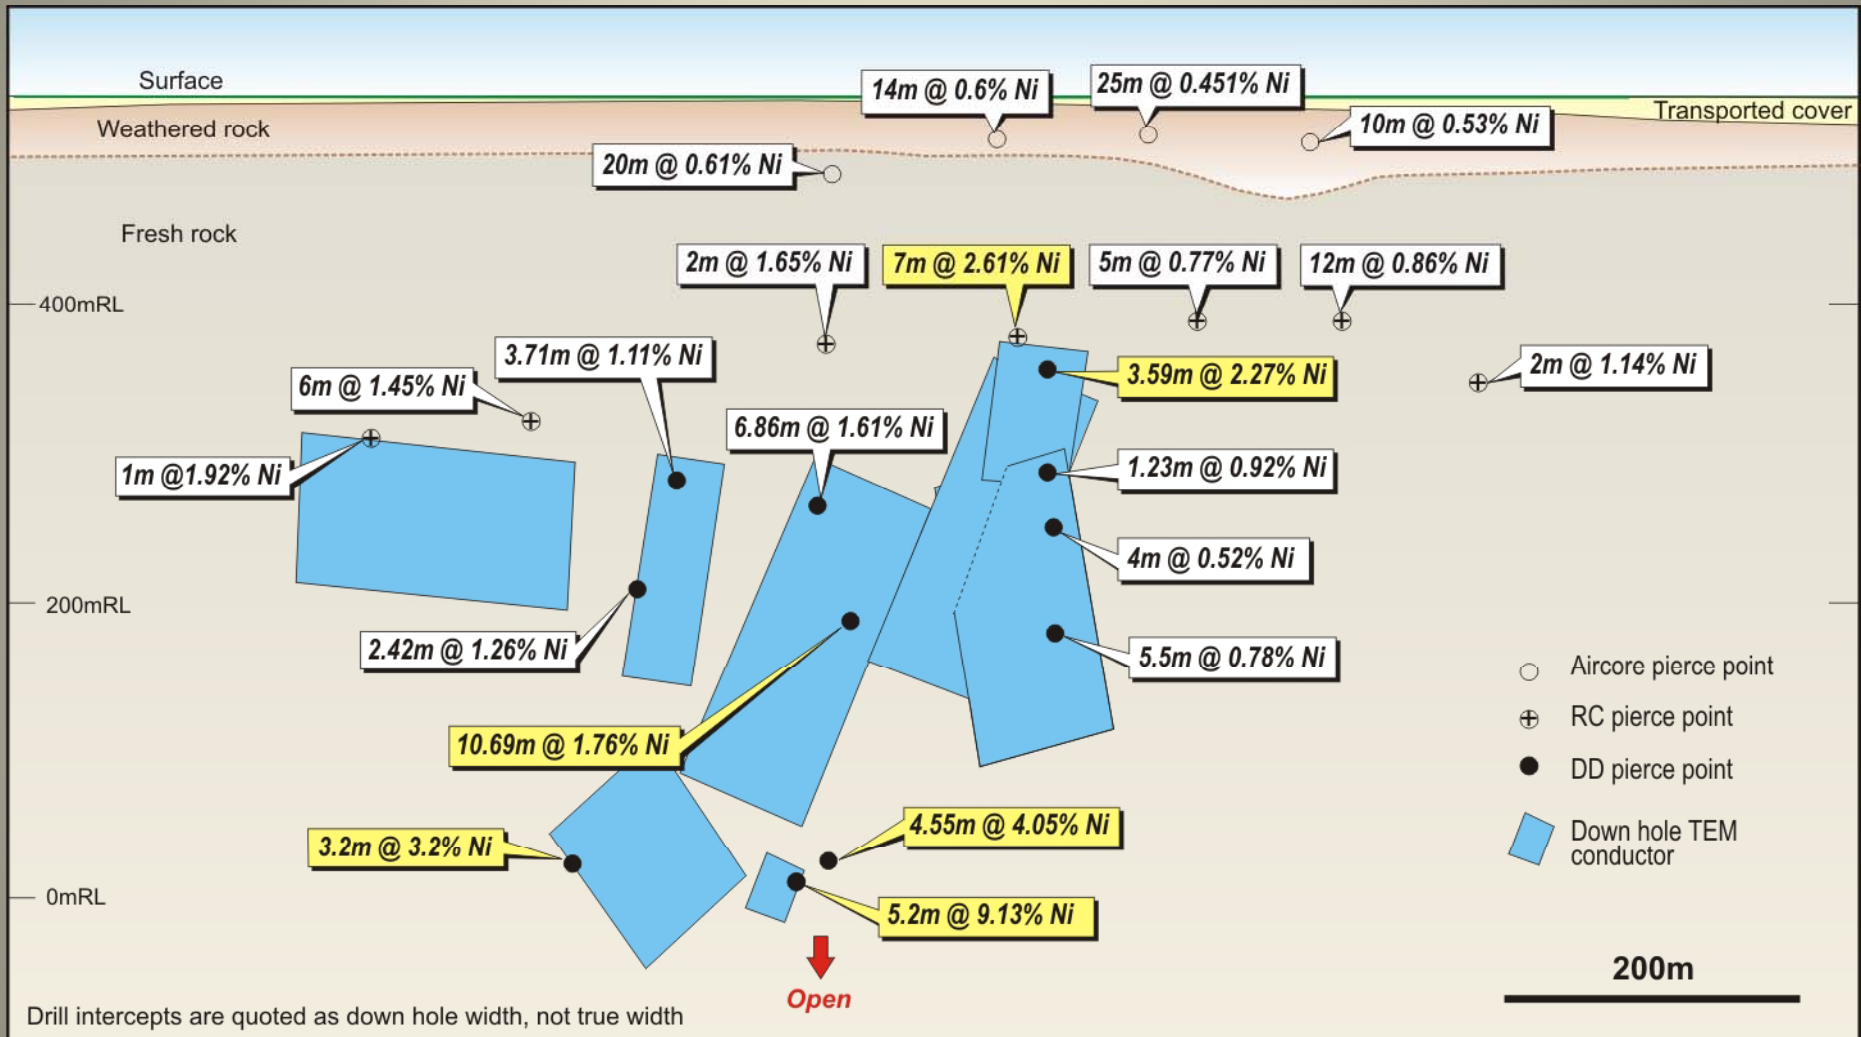 Surface
14m @ 0.6% Ni
25m @ 0.451% Ni
Transported cover
Weathered rock
10m @ 0.53% Ni
20m @ 0.61% Ni
Fresh rock
2m @ 1.65% Ni
7m @ 2.61% Ni
5m @ 0.77% Ni
12m @ 0.86% Ni
400mRL
3.71m @ 1.11% Ni
2m @ 1.14% Ni
6m @ 1.45% Ni
3.59m @ 2.27% Ni
6.86m @ 1.61% Ni
1m @1.92% Ni
1.23m @ 0.92% Ni
4m @ 0.52% Ni
200mRL
2.42m @ 1.26% Ni
5.5m @ 0.78% Ni
Aircore pierce point
RC pierce point
10.69m @ 1.76% Ni
DD pierce point
4.55m @ 4.05% Ni
Down hole TEM
conductor
3.2m @ 3.2% Ni
0mRL
5.2m @ 9.13% Ni
200m
Open
Drill intercepts are quoted as down hole width, not true width